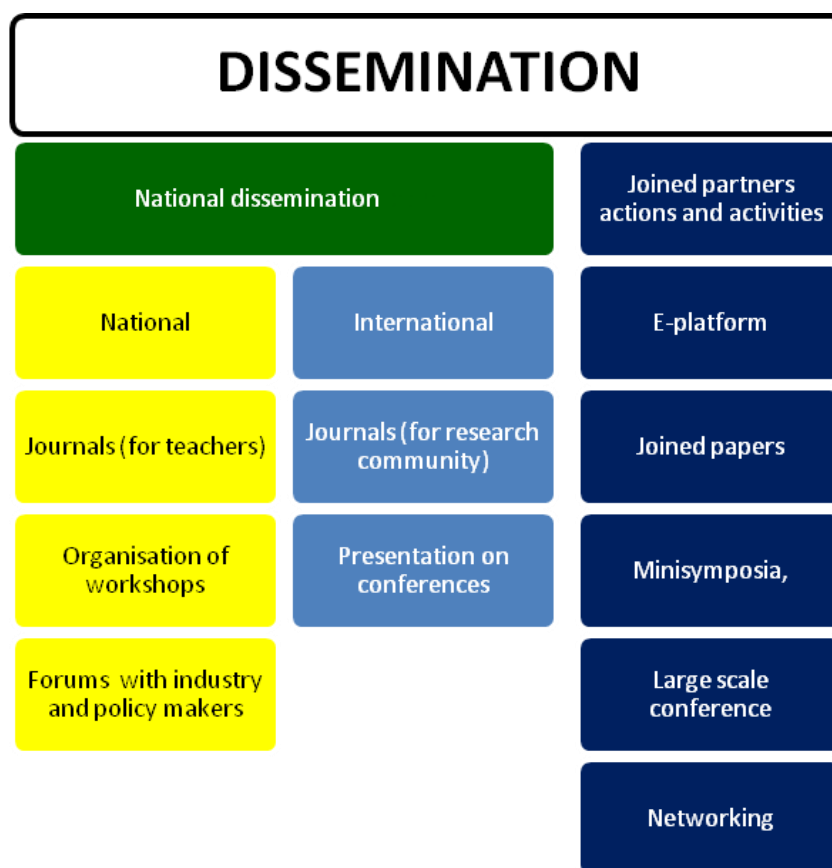 DISSEMINATION
National dissemination
Joined partners
actions and activities
National
International
E-platform
Journals (for teachers)
Journals (for research
community)
Joined papers
Organisation of
workshops
Presentation on
conferences
Minisymposia,
Forums with industry
and policy makers
Large scale
conference
Networking